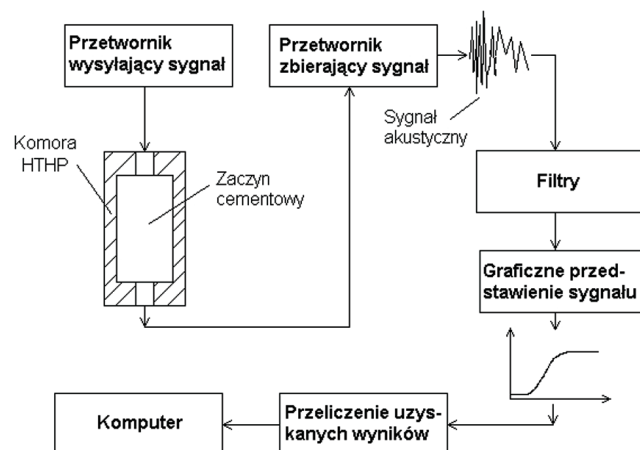 Przetwornik
wysyłający sygnał
Przetwornik
zbierający sygnał
Sygnał
akustyczny
Komora
HTHP
Zaczyn
cementowy
Filtry
Graficzne przed-
stawienie sygnału
Przeliczenie uzys-
kanych wyników
Komputer